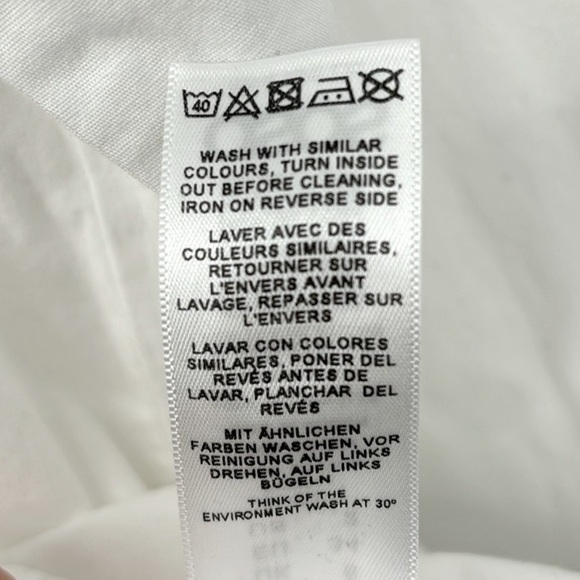 40
WASH WITH SIMILAR
COLOURS, TURN INSIDE
OUT BEFORE CLEANING,
IRON ON REVERSE SIDE
LAVER AVEC DES
COULEURS SIMILAIRES,
RETOURNER SUR
L'ENVERS AVANT
LAVAGE, REPASSER SUR
L'ENVERS
LAVAR CON COLORES
SIMILARES, PONER DEL
REVÉS ANTES DE
LAVAR, PLANCHAR DEL
REVÉS
MIT ÄHNLICHEN
FARBEN WASCHEN, VOR
REINIGUNG AUF LINKS
DREHEN, AUF LINKS
BÜGELN
THINK OF THE
ENVIRONMENT WASH AT 30°